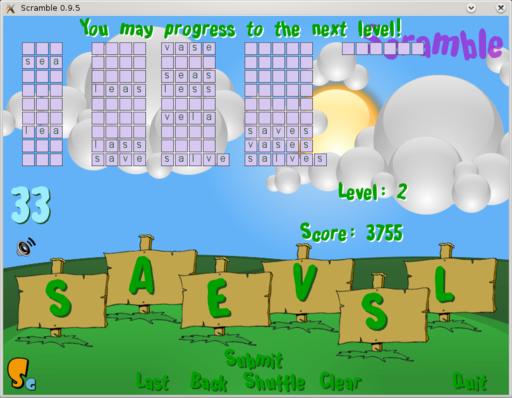 Scramble 0.9.5
You may progress to the next level!
Scramble
vase
sea
seas
leas less
vela
lea saves
lass vases
save salve salves
Level: 2
33
Score: 3755
S A E V S L
Submit
Last Back Shuffle Clear Quit
Sc